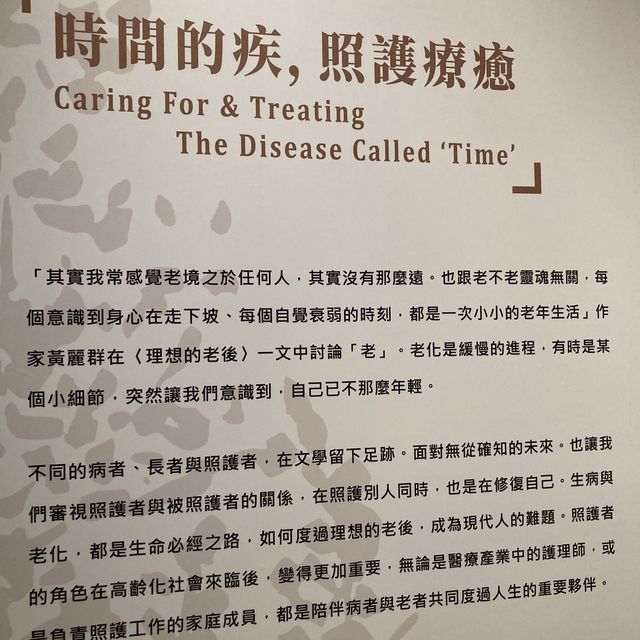 時間的疾, 照護療癒
Caring For & Treating
The Disease Called ‘Time’
「其實我常感覺老境之於任何人，其實沒有那麼遠。也跟老不老靈魂無關，每
個意識到身心在走下坡、每個自覺衰弱的時刻，都是一次小小的老年生活」作
家黃麗群在〈理想的老後〉一文中討論「老」。老化是緩慢的進程，有時是某
個小細節，突然讓我們意識到，自己已不那麼年輕。
不同的病者、長者與照護者，在文學留下足跡。面對無從確知的未來。也讓我
們審視照護者與被照護者的關係，在照護別人同時，也是在修復自己。生病與
老化，都是生命必經之路，如何度過理想的老後，成為現代人的難題。照護者
的角色在高齡化社會來臨後，變得更加重要，無論是醫療產業中的護理師，或
是負責照護工作的家庭成員，都是陪伴病者與老者共同度過人生的重要夥伴。